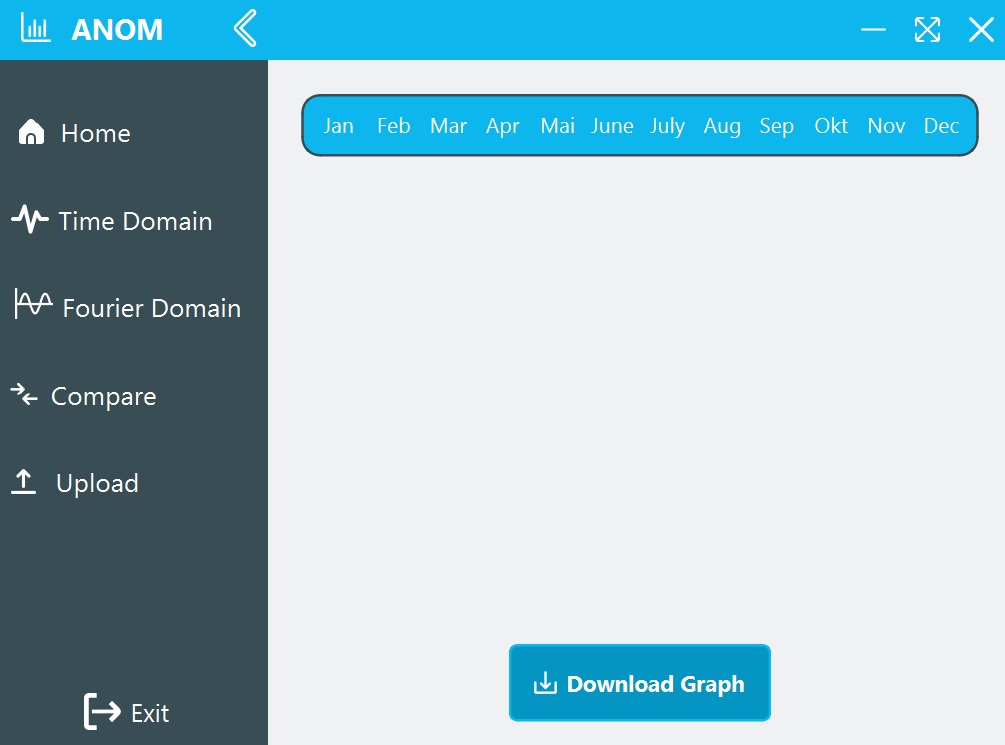 ANOM
Home
Time Domain
Fourier Domain
Compare
Upload
Exit
Jan Feb Mar Apr Mai June July Aug Sep Okt Nov Dec
Download Graph